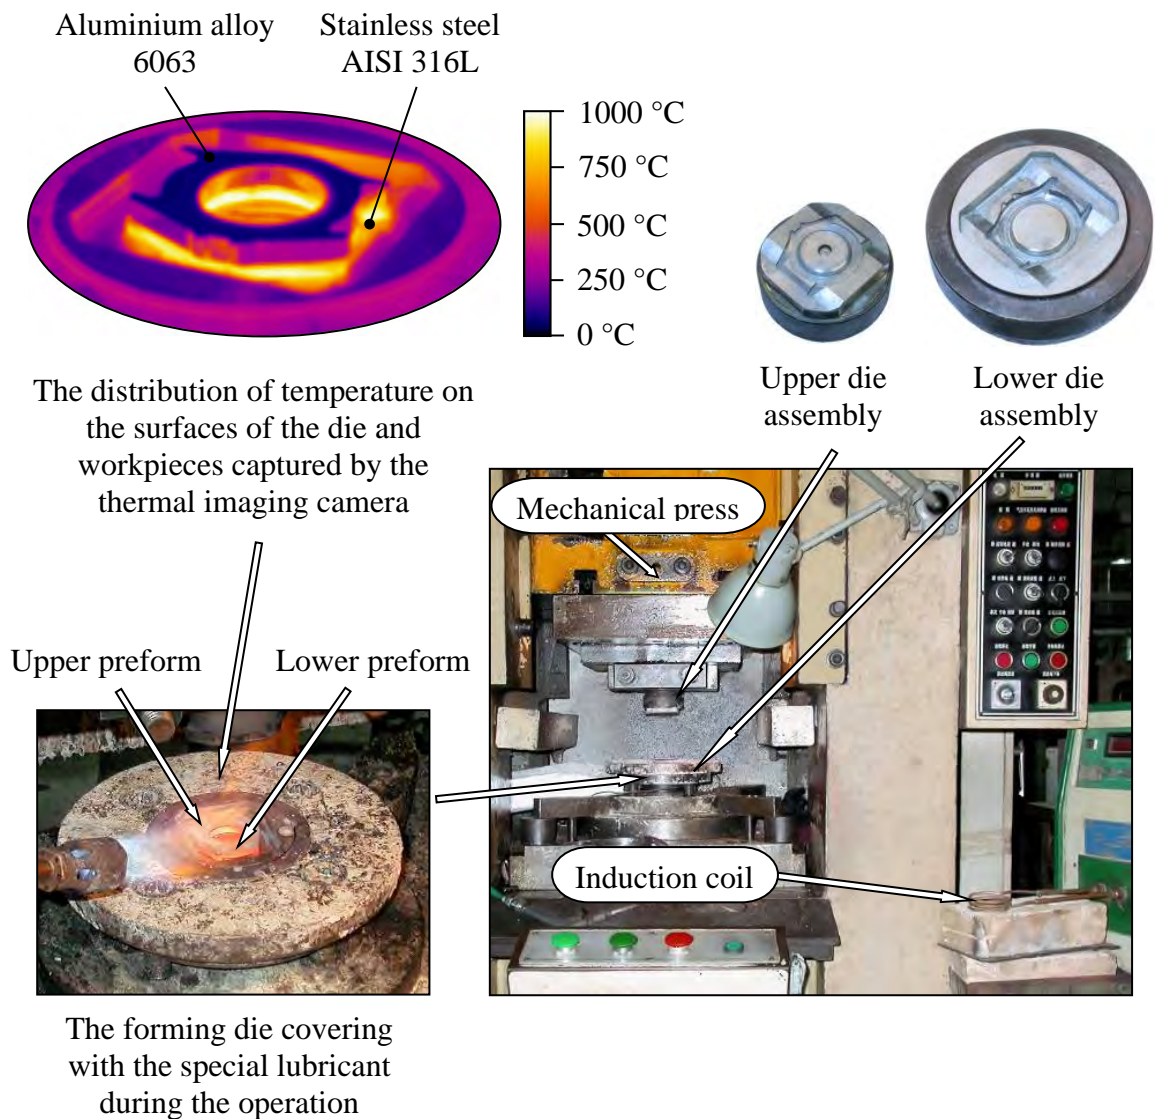 Aluminium alloy
6063
Stainless steel
AISI 316L
1000 °C
750 °C
500 °C
250 °C
0 °C
The distribution of temperature on
the surfaces of the die and
workpieces captured by the
thermal imaging camera
Upper die
assembly
Lower die
assembly
Mechanical press
Upper preform
Lower preform
Induction coil
The forming die covering
with the special lubricant
during the operation